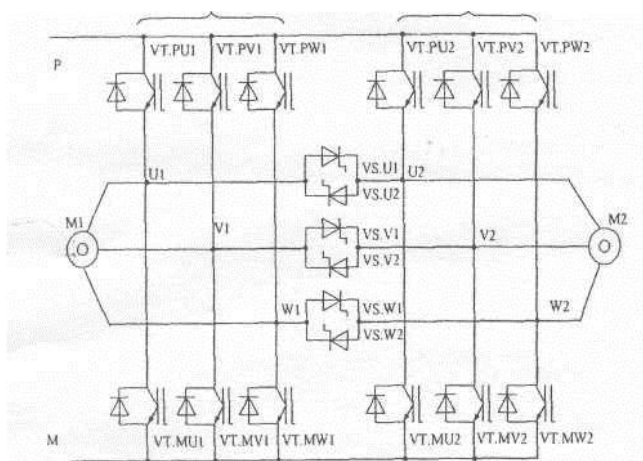 VT.PU1 VT.PV1 VT.PW1 VT.PU2 VT.PV2 VT.PW2
P
U1 VS.U1 U2
VS.U2
M1 V1 VS.V1 V2 M2
VS.V2
W1 VS.W1 W2
VS.W2
M VT.MU1 VT.MV1 VT.MW1 VT.MU2 VT.MV2 VT.MW2